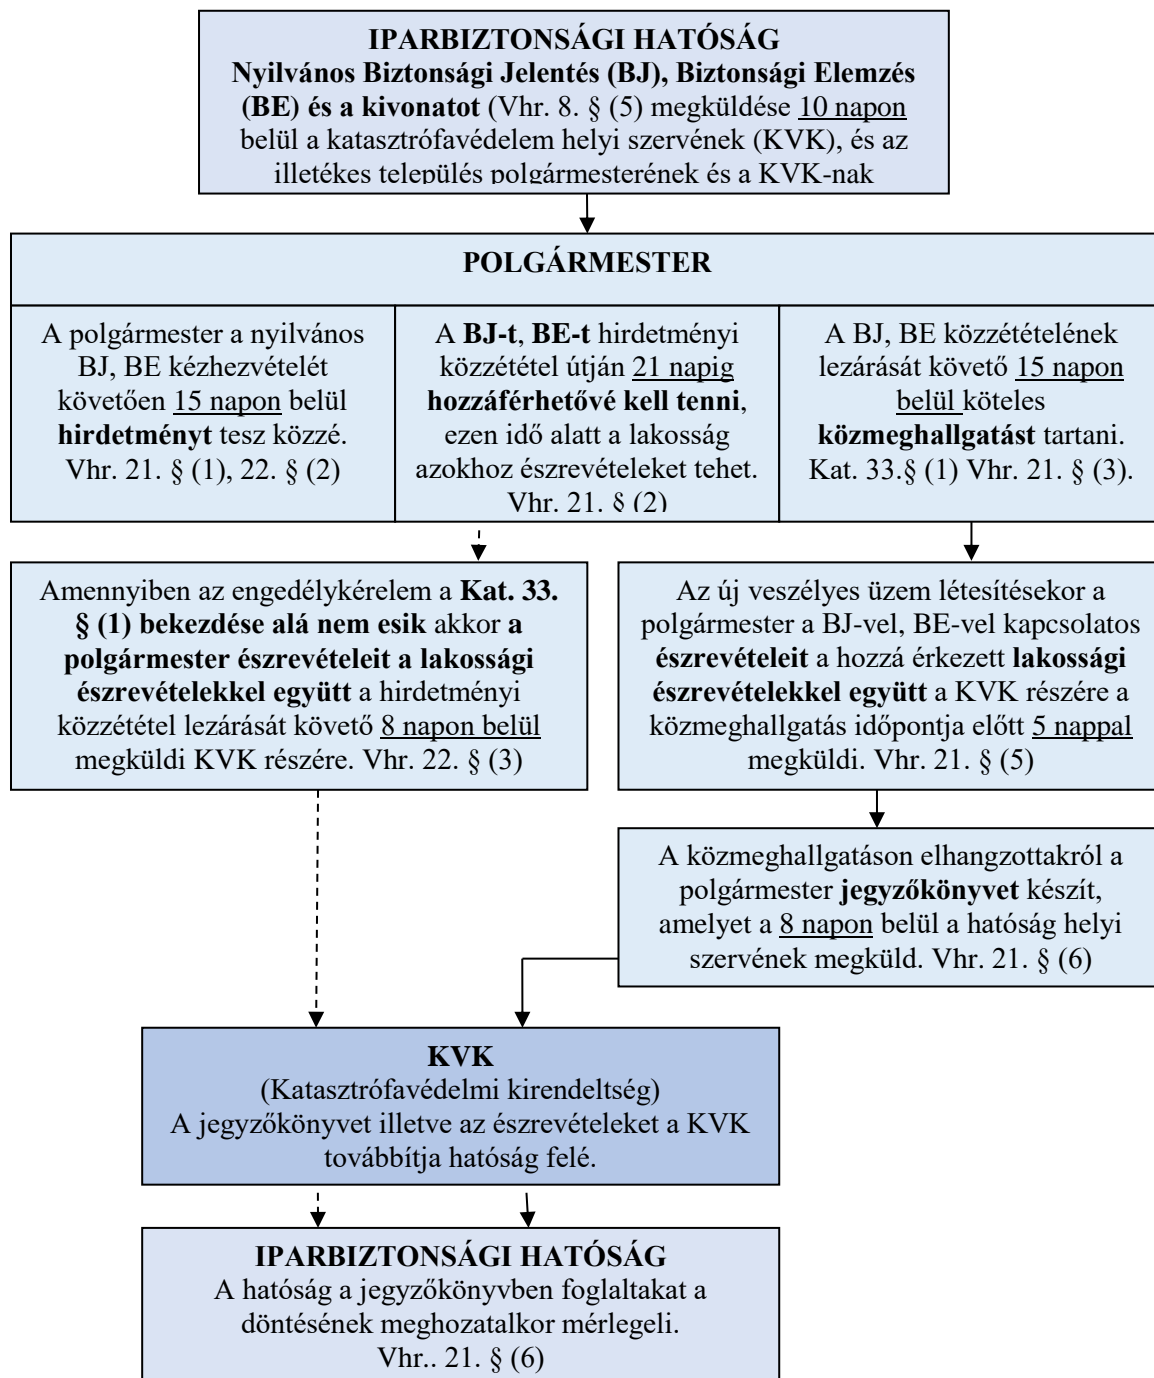 IPARBIZTONSÁGI HATÓSÁG
Nyilvános Biztonsági Jelentés (BJ), Biztonsági Elemzés
(BE) és a kivonatot (Vhr. 8. § (5) megküldése 10 napon
belül a katasztrófavédelem helyi szervének (KVK), és az
illetékes település polgármesterének és a KVK-nak
POLGÁRMESTER
A polgármester a nyilvános
BJ, BE kézhezvételét
követően 15 napon belül
hirdetményt tesz közzé.
Vhr. 21. § (1), 22. § (2)
A BJ-t, BE-t hirdetményi
közzététel útján 21 napig
hozzáférhetővé kell tenni,
ezen idő alatt a lakosság
azokhoz észrevételeket tehet.
Vhr. 21. § (2)
A BJ, BE közzétételének
lezárását követő 15 napon
belül köteles
közmeghallgatást tartani.
Kat. 33.§ (1) Vhr. 21. § (3).
Amennyiben az engedélykérelem a Kat. 33.
§ (1) bekezdése alá nem esik akkor a
polgármester észrevételeit a lakossági
észrevételekkel együtt a hirdetményi
közzététel lezárását követő 8 napon belül
megküldi KVK részére. Vhr. 22. § (3)
Az új veszélyes üzem létesítésekor a
polgármester a BJ-vel, BE-vel kapcsolatos
észrevételeit a hozzá érkezett lakossági
észrevételekkel együtt a KVK részére a
közmeghallgatás időpontja előtt 5 nappal
megküldi. Vhr. 21. § (5)
A közmeghallgatáson elhangzottakról a
polgármester jegyzőkönyvet készít,
amelyet a 8 napon belül a hatóság helyi
szervének megküld. Vhr. 21. § (6)
KVK
(Katasztrófavédelmi kirendeltség)
A jegyzőkönyvet illetve az észrevételeket a KVK
továbbítja hatóság felé.
IPARBIZTONSÁGI HATÓSÁG
A hatóság a jegyzőkönyvben foglaltakat a
döntésének meghozatalkor mérlegeli.
Vhr.. 21. § (6)